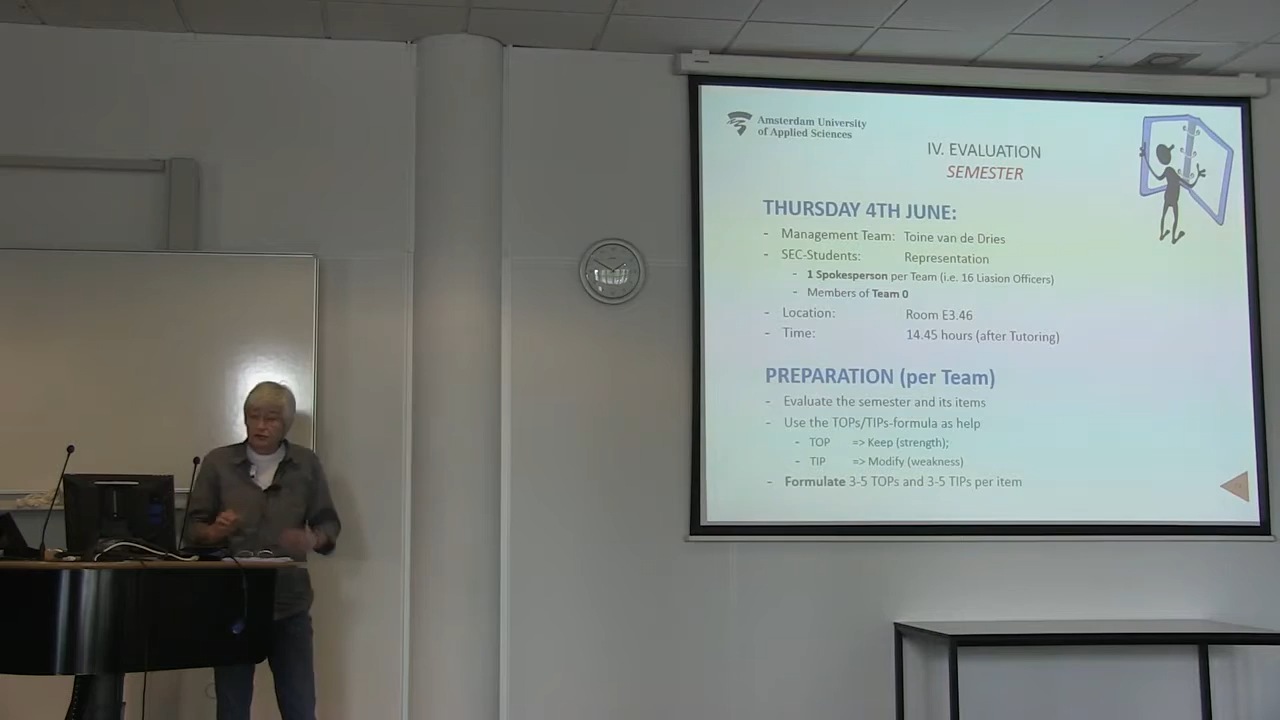 Amsterdam University
of Applied Sciences
IV. EVALUATION
SEMESTER
THURSDAY 4TH JUNE:
- Management Team: Toine van de Dries
- SEC-Students: Representation
- 1 Spokesperson per Team (i.e. 16 Liasion Officers)
- Members of Team 0
- Location: Room E3.46
- Time: 14.45 hours (after Tutoring)
PREPARATION (per Team)
- Evaluate the semester and its items
- Use the TOPs/TIPs-formula as help
- TOP => Keep (strength);
- TIP => Modify (weakness)
- Formulate 3-5 TOPs and 3-5 TIPs per item